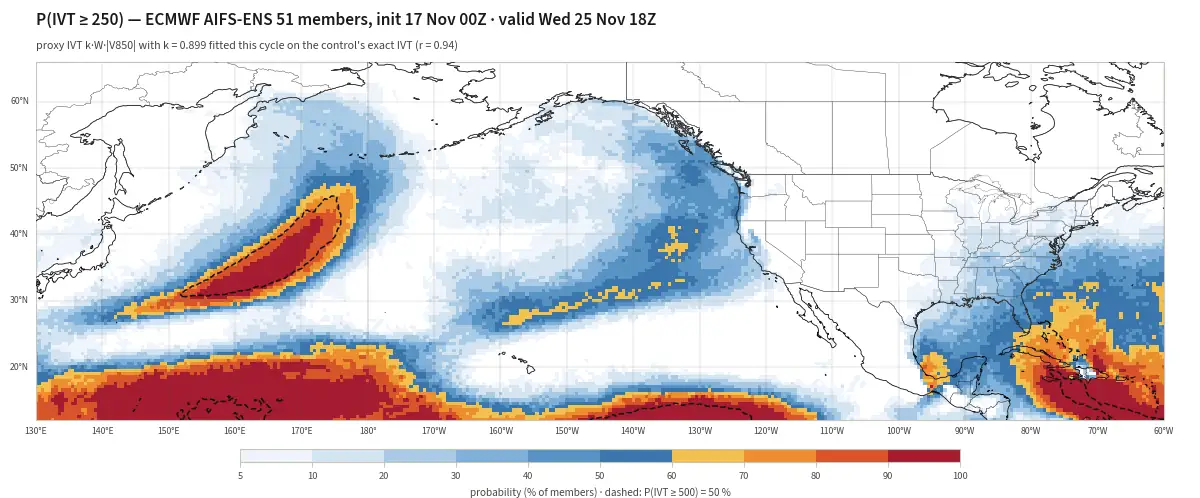 P(IVT ≥ 250) — ECMWF AIFS-ENS 51 members, init 17 Nov 00Z · valid Wed 25 Nov 18Z
proxy IVT k·W·|V850| with k = 0.899 fitted this cycle on the control's exact IVT (r = 0.94)
60°N
50°N
40°N
30°N
20°N
130°E 140°E 150°E 160°E 170°E 180° 170°W 160°W 150°W 140°W 130°W 120°W 110°W 100°W 90°W 80°W 70°W 60°W
5 10 20 30 40 50 60 70 80 90 100
probability (% of members) · dashed: P(IVT ≥ 500) = 50 %